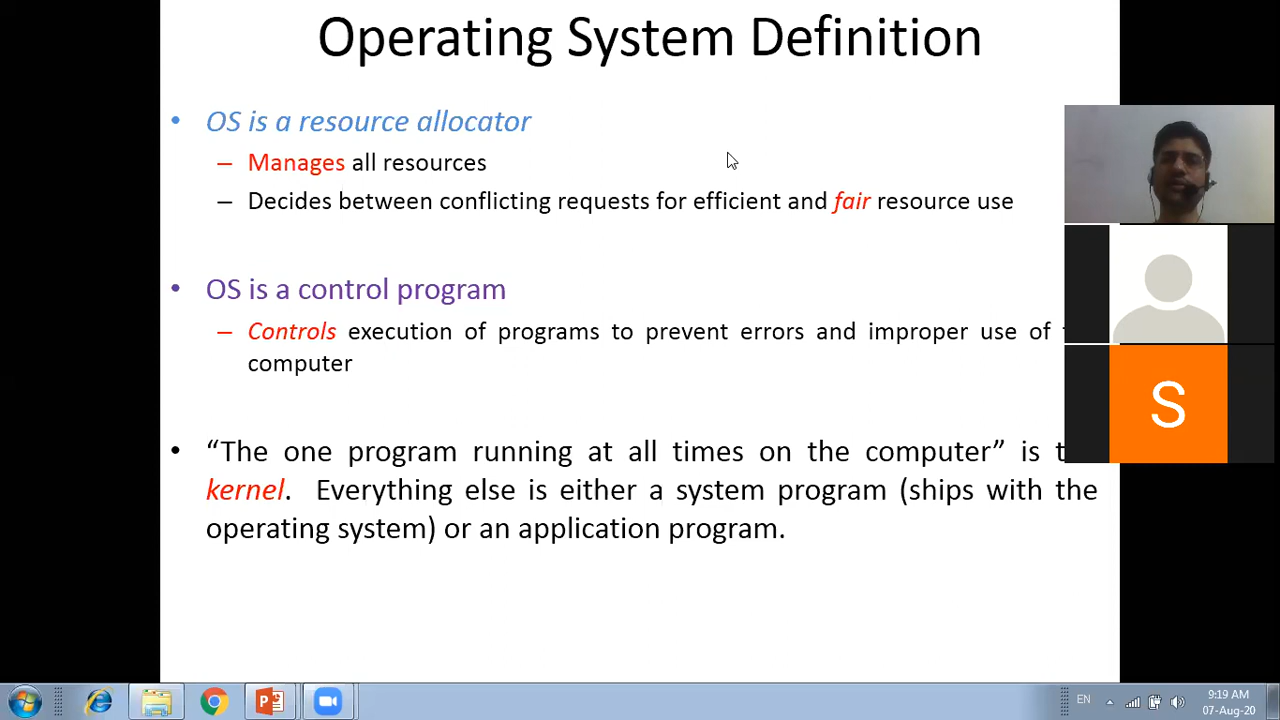 Operating System Definition
• OS is a resource allocator
– Manages all resources
– Decides between conflicting requests for efficient and fair resource use
• OS is a control program
– Controls execution of programs to prevent errors and improper use of
computer
• “The one program running at all times on the computer” is
kernel. Everything else is either a system program (ships with the
operating system) or an application program.
S
EN
9:19 AM
07-Aug-20